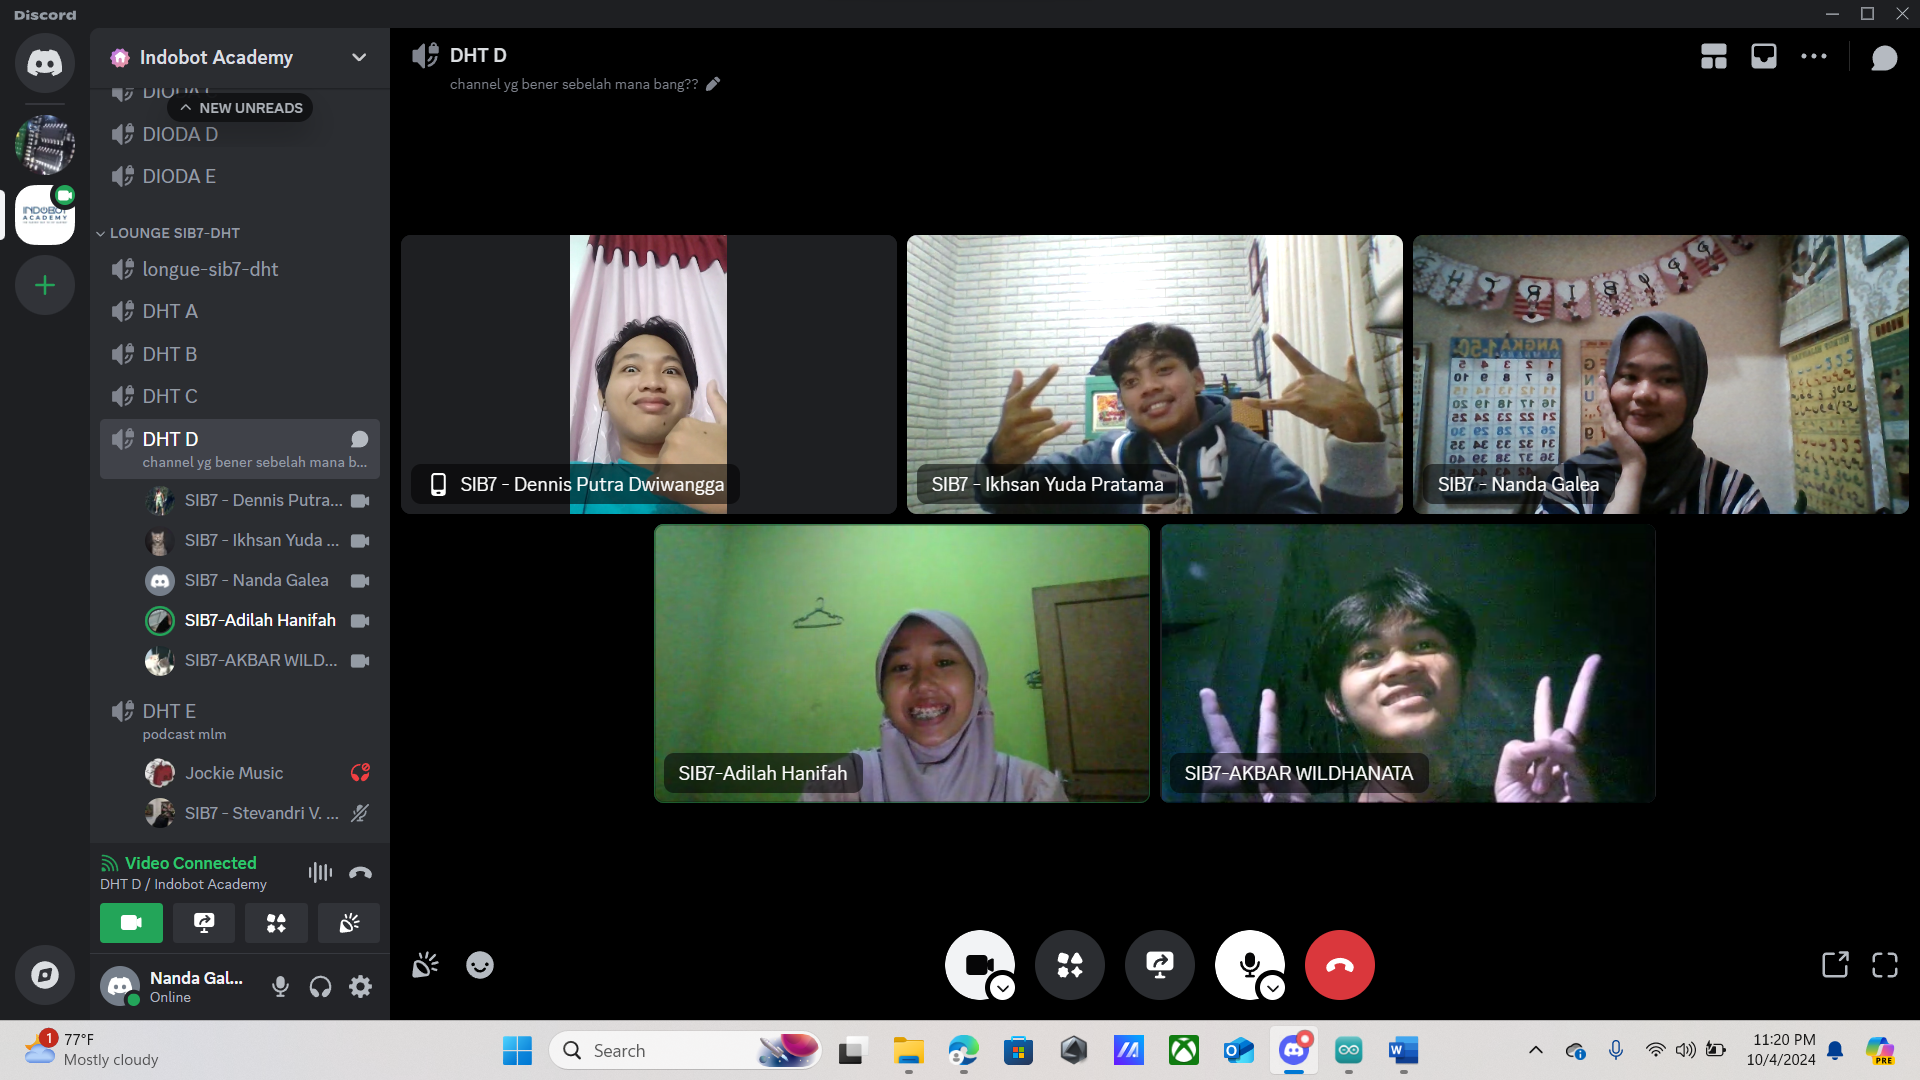 Discord
Indobot Academy
NEW UNREADS
DIODA D
DIODA E
LOUNGE SIB7-DHT
longue-sib7-dht
DHT A
DHT B
DHT C
DHT D
channel yg bener sebelah mana b...
SIB7 - Dennis Putra...
SIB7 - Ikhsan Yuda ...
SIB7 - Nanda Galea
SIB7-Adilah Hanifah
SIB7-AKBAR WILD...
DHT E
podcast mlm
Jockie Music
SIB7 - Stevandri V. ...
Video Connected
DHT D / Indobot Academy
Nanda Gal...
Online
DHT D
channel yg bener sebelah mana bang??
SIB7 - Dennis Putra Dwiwangga
SIB7 - Ikhsan Yuda Pratama
SIB7 - Nanda Galea
SIB7-Adilah Hanifah
SIB7-AKBAR WILDHANATA
INDOBOT
ACADEMY
1
77°F
Mostly cloudy
Search
11:20 PM
10/4/2024
PRE